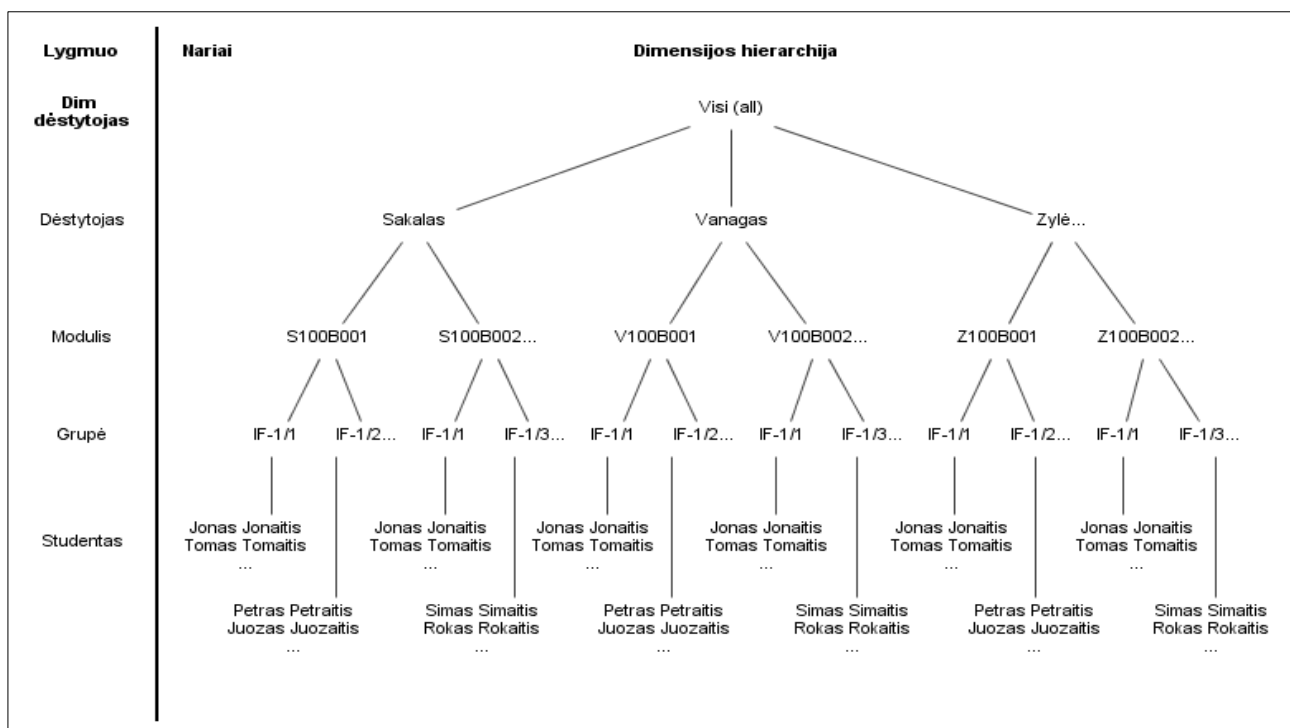 Lygmuo Nariai Dimensijos hierarchija
Dim
dėstytojas
Visi (all)
Dėstytojas Sakalas Vanagas Zylė...
Modulis S100B001 S100B002... V100B001 V100B002... Z100B001 Z100B002...
Grupė IF-1/1 IF-1/2... IF-1/1 IF-1/3... IF-1/1 IF-1/2... IF-1/1 IF-1/3... IF-1/1 IF-1/2... IF-1/1 IF-1/3...
Studentas
Jonas Jonaitis Jonas Jonaitis Jonas Jonaitis Jonas Jonaitis Jonas Jonaitis Jonas Jonaitis
Tomas Tomaitis Tomas Tomaitis Tomas Tomaitis Tomas Tomaitis Tomas Tomaitis Tomas Tomaitis
... ... ... ... ... ...
Petras Petraitis Simas Simaitis Petras Petraitis Simas Simaitis Petras Petraitis Simas Simaitis
Juozas Juozaitis Rokas Rokaitis Juozas Juozaitis Rokas Rokaitis Juozas Juozaitis Rokas Rokaitis
... ... ... ... ... ...